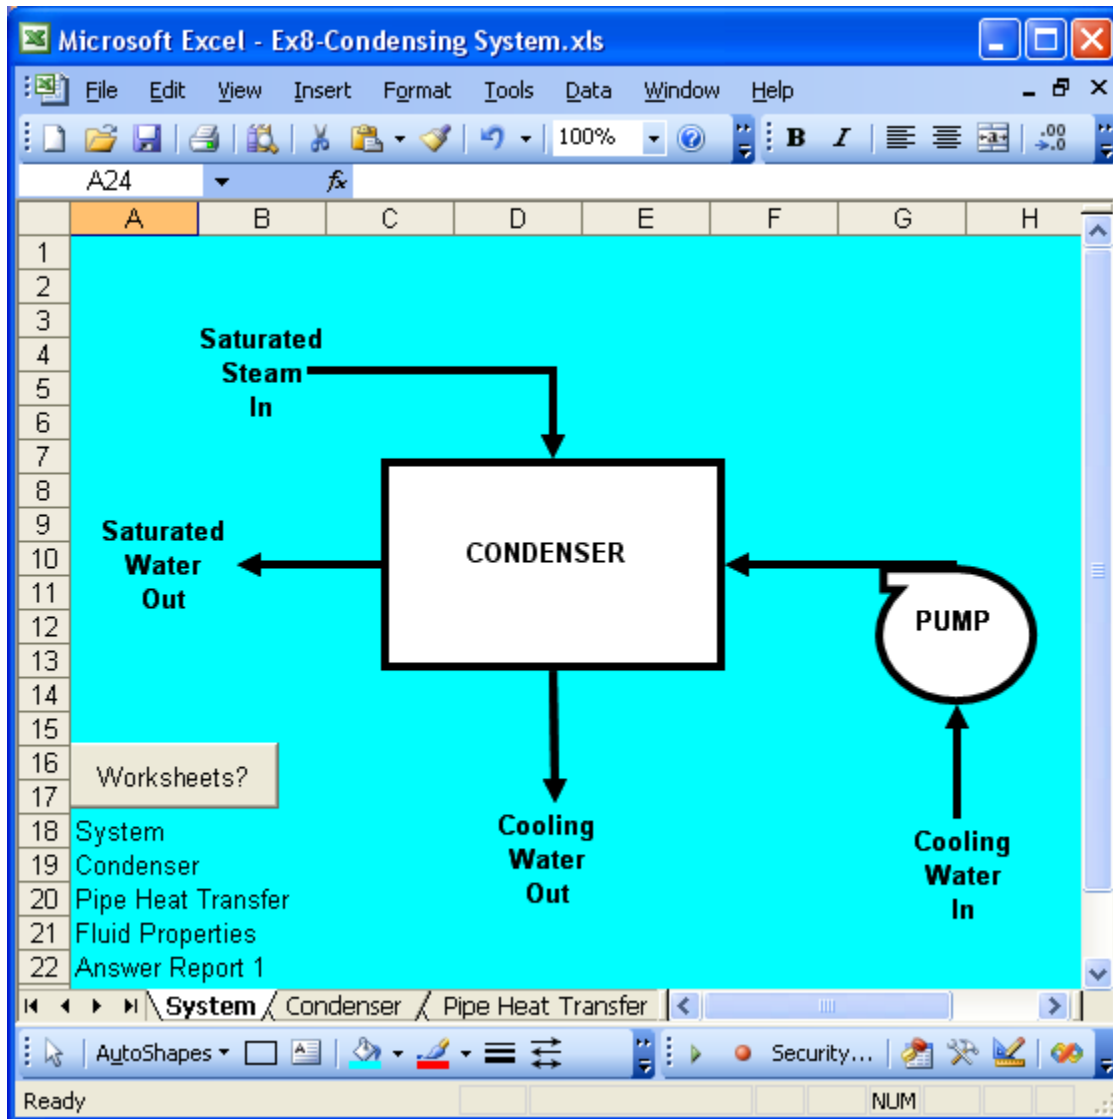 Microsoft Excel - Ex8-Condensing System.xls
File Edit View Insert Format Tools Data Window Help
100% B I .00 .0
A24 fx
A B C D E F G H
1
2
3
4
5
6
7
8
9
10
11
12
13
14
15
16
17
18
19
20
21
22
Saturated
Steam
In
Saturated
Water
Out
CONDENSER
PUMP
Worksheets?
System
Condenser
Pipe Heat Transfer
Fluid Properties
Answer Report 1
Cooling
Water
Out
Cooling
Water
In
System Condenser Pipe Heat Transfer
AutoShapes Security...
Ready NUM